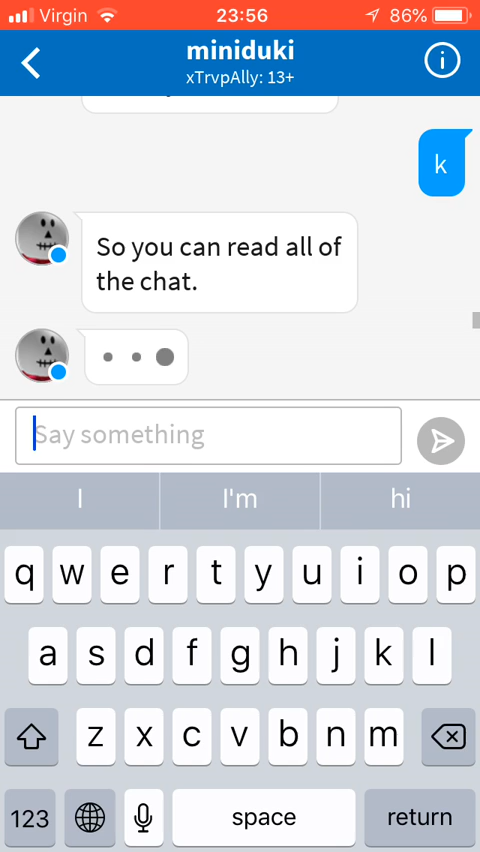 Virgin 23:56 86%
miniduki
xTrvpAlly: 13+
k
So you can read all of
the chat.
Say something
I I'm hi
q w e r t y u i o p
a s d f g h j k l
z x c v b n m
123 space return